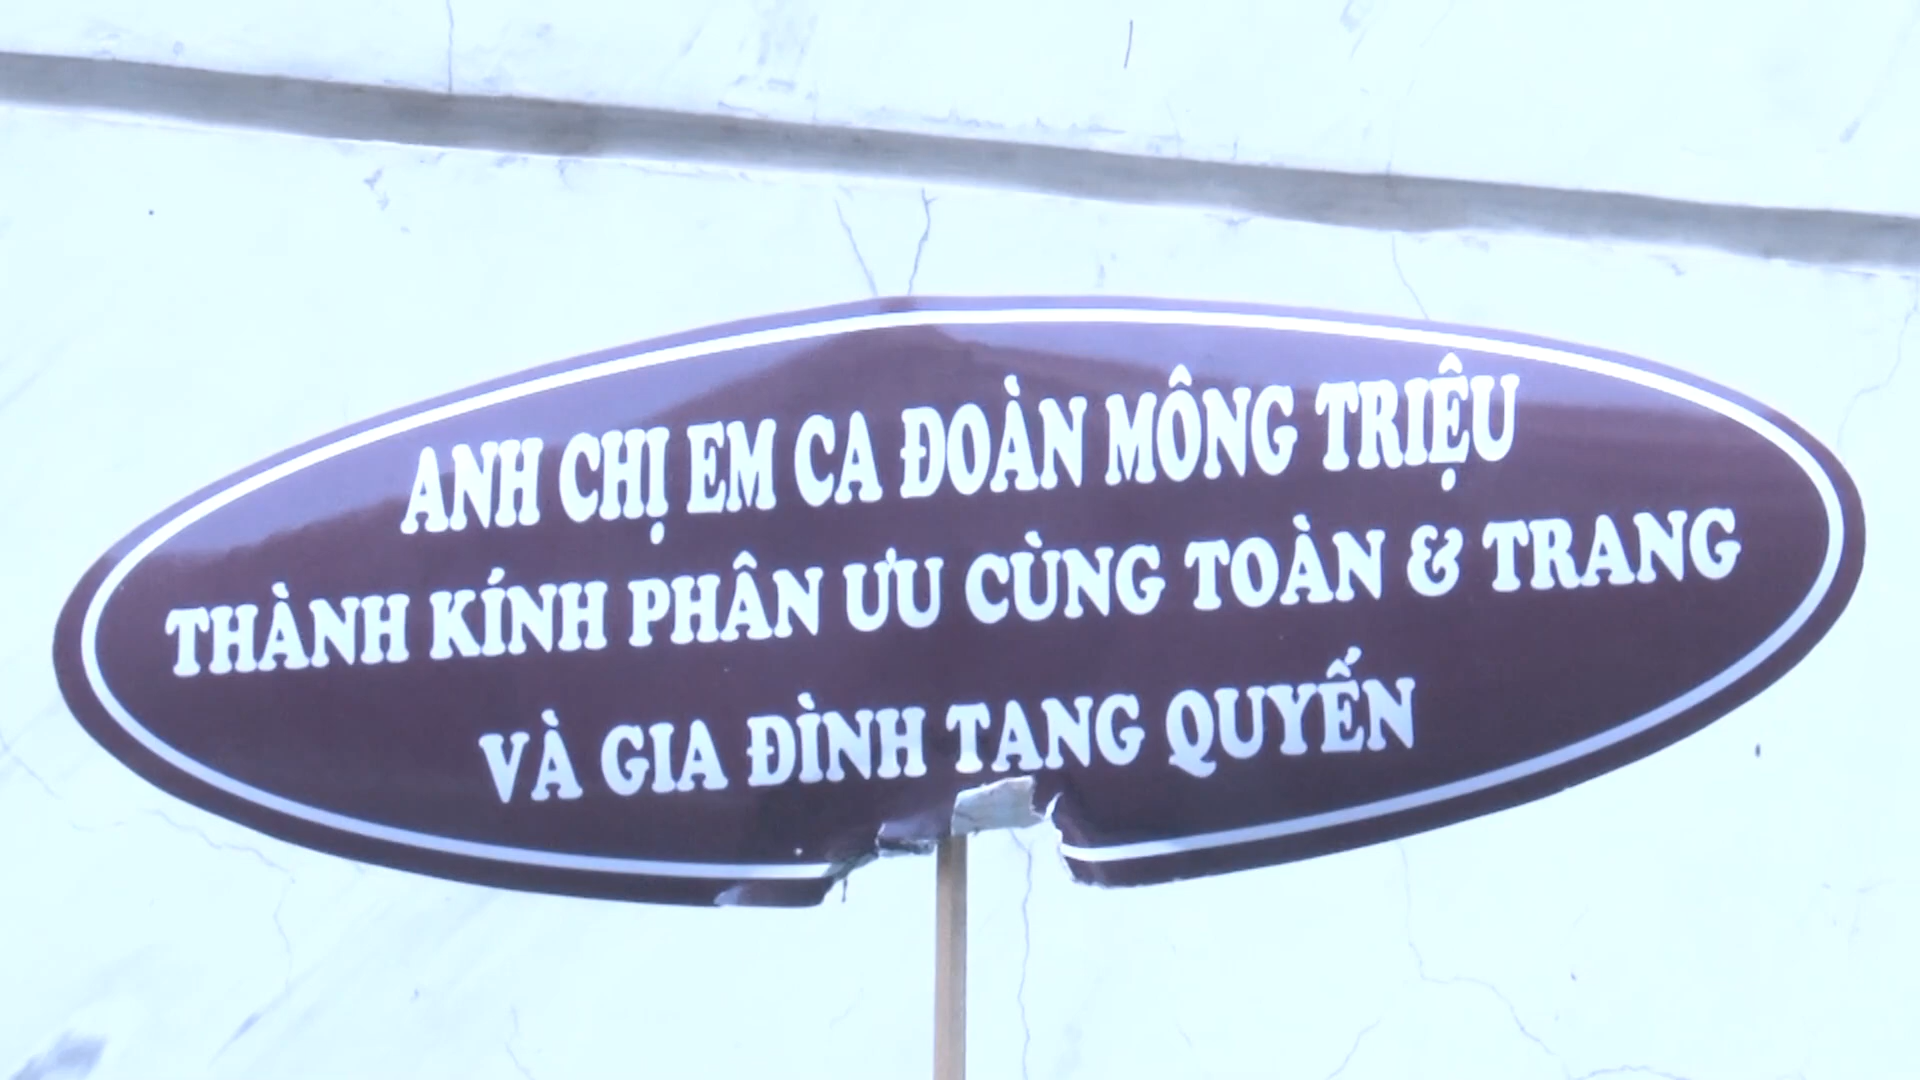 ANH CHỊ EM CA ĐOÀN MÔNG TRIỆU
THÀNH KÍNH PHÂN ƯU CÙNG TOÀN & TRANG
VÀ GIA ĐÌNH TANG QUYẾN